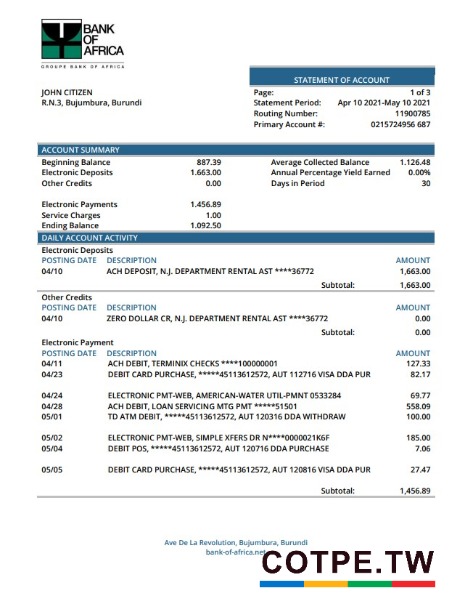 BANK
OF
AFRICA
GROUPE BANK OF AFRICA
STATEMENT OF ACCOUNT
JOHN CITIZEN
R.N.3, Bujumbura, Burundi
Page: 1 of 3
Statement Period: Apr 10 2021-May 10 2021
Routing Number: 11900785
Primary Account #: 0215724956 687
ACCOUNT SUMMARY
Beginning Balance 887.39 Average Collected Balance 1.126.48
Electronic Deposits 1.663.00 Annual Percentage Yield Earned 0.00%
Other Credits 0.00 Days in Period 30
Electronic Payments 1.456.89
Service Charges 1.00
Ending Balance 1.092.50
DAILY ACCOUNT ACTIVITY
Electronic Deposits
POSTING DATE DESCRIPTION AMOUNT
04/10 ACH DEPOSIT, N.J. DEPARTMENT RENTAL AST ****36772 1,663.00
Subtotal: 1,663.00
Other Credits
POSTING DATE DESCRIPTION AMOUNT
04/10 ZERO DOLLAR CR, N.J. DEPARTMENT RENTAL AST ****36772 0.00
Subtotal: 0.00
Electronic Payment
POSTING DATE DESCRIPTION AMOUNT
04/11 ACH DEBIT, TERMINIX CHECKS ****100000001 127.33
04/23 DEBIT CARD PURCHASE, *****45113612572, AUT 112716 VISA DDA PUR 82.17
04/24 ELECTRONIC PMT-WEB, AMERICAN-WATER UTIL-PMNT 0533284 69.77
04/28 ACH DEBIT, LOAN SERVICING MTG PMT *****51501 558.09
05/01 TD ATM DEBIT, *****45113612572, AUT 120316 DDA WITHDRAW 100.00
05/02 ELECTRONIC PMT-WEB, SIMPLE XFERS DR N****0000021K6F 185.00
05/04 DEBIT POS, *****45113612572, AUT 120716 DDA PURCHASE 7.06
05/05 DEBIT CARD PURCHASE, *****45113612572, AUT 120816 VISA DDA PUR 27.47
Subtotal: 1,456.89
Ave De La Revolution, Bujumbura, Burundi
bank-of-africa.net
COTPE.TW